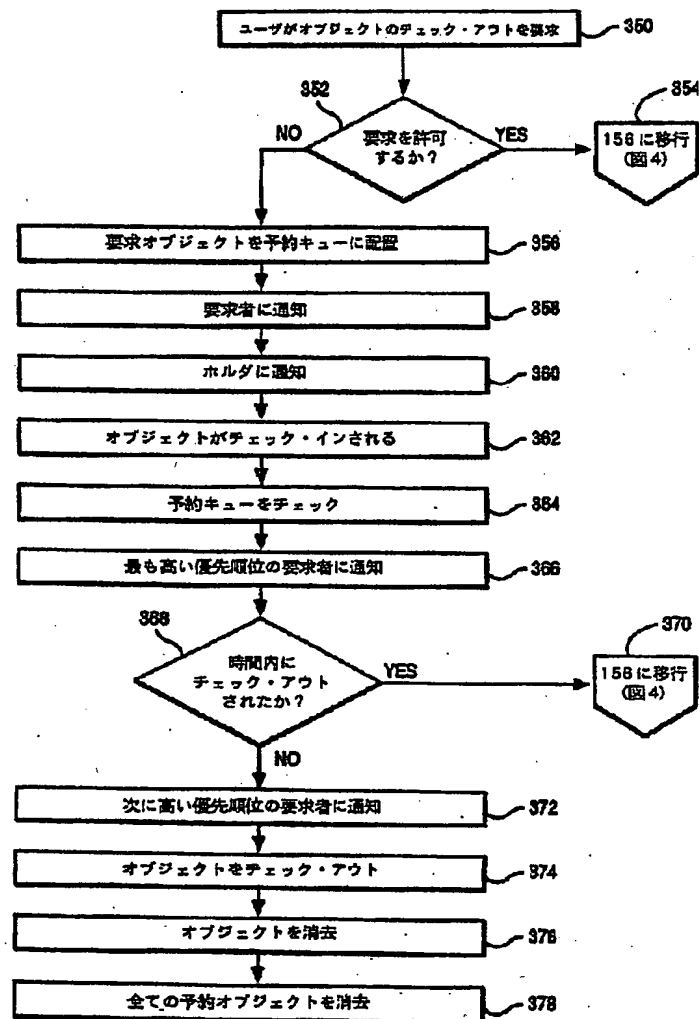 ユーザがオブジェクトのチェック・アウトを要求
350
352
354
NO
要求を許可
するか？
YES
156に移行
(図4)
要求オブジェクトを予約キューに配置
356
要求者に通知
358
ホルダに通知
360
オブジェクトがチェック・インされる
362
予約キューをチェック
364
最も高い優先順位の要求者に通知
366
368
370
時間内に
チェック・アウト
されたか？
YES
156に移行
(図4)
NO
次に高い優先順位の要求者に通知
372
オブジェクトをチェック・アウト
374
オブジェクトを消去
376
全ての予約オブジェクトを消去
378